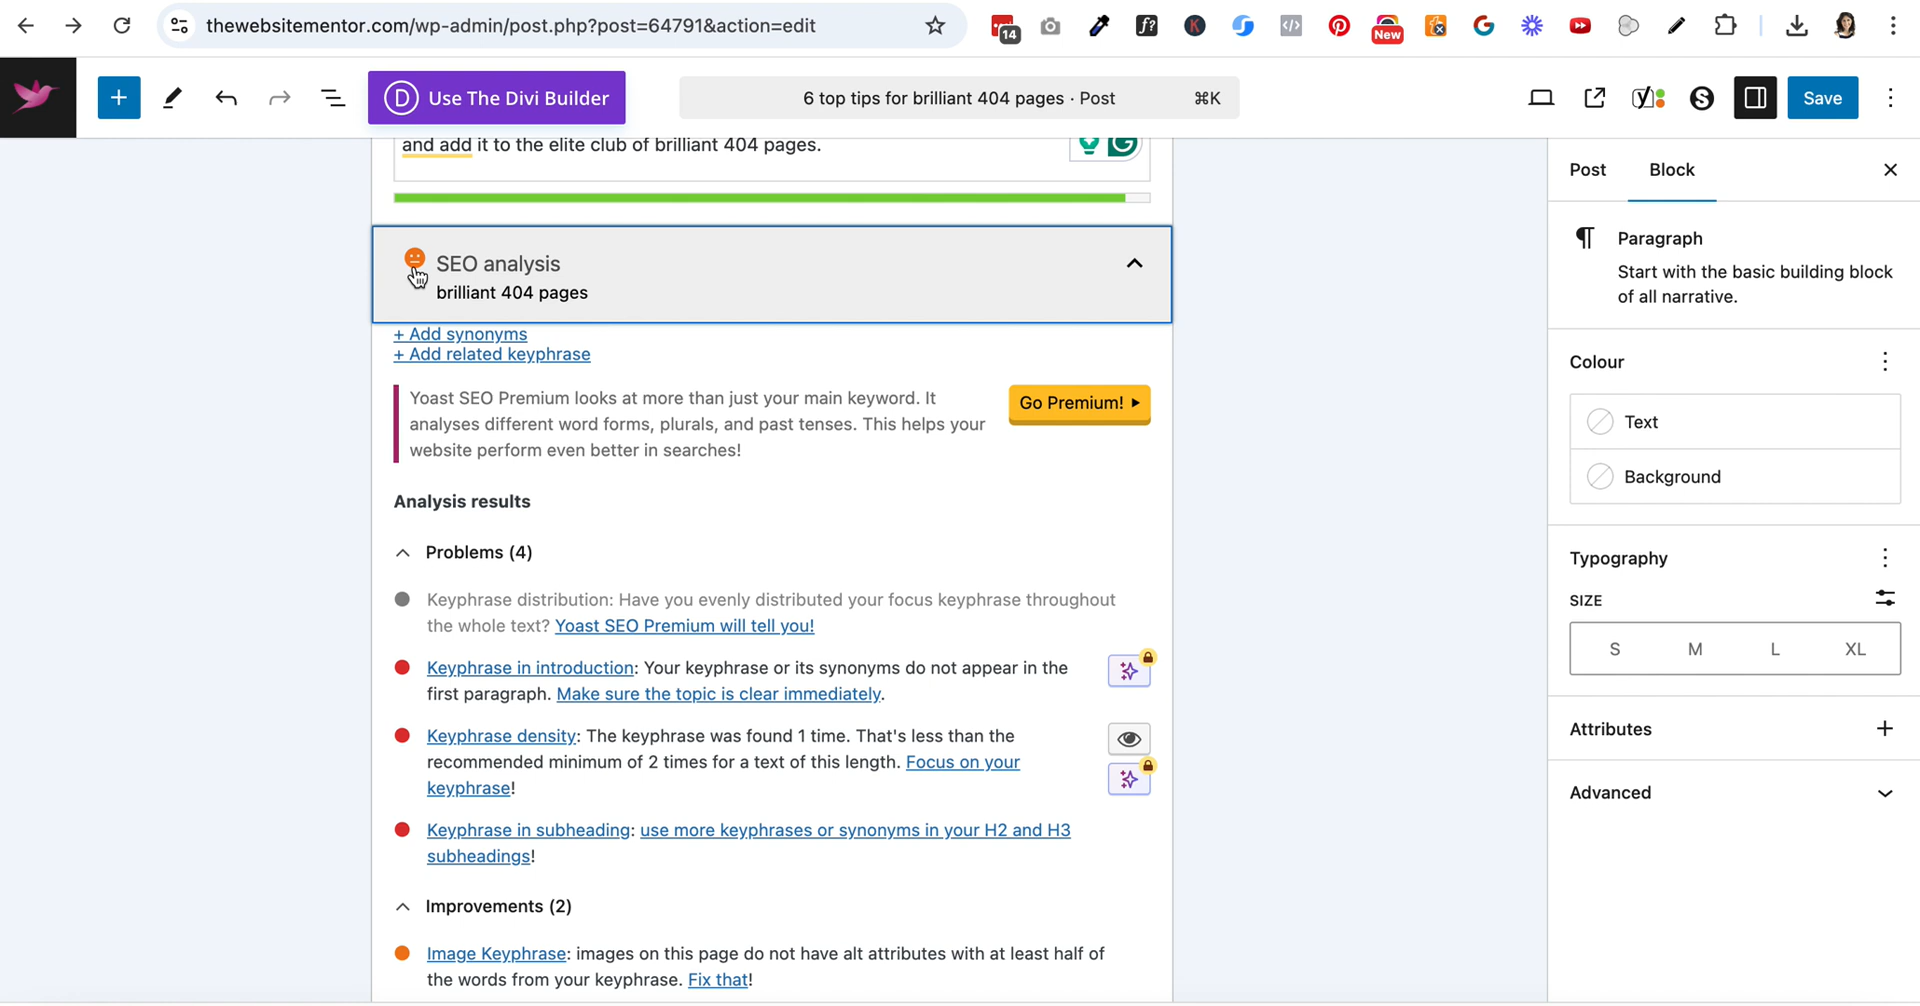 thewebsitementor.com/wp-admin/post.php?post=64791&action=edit
14
f?
K
New
G
D Use The Divi Builder
6 top tips for brilliant 404 pages · Post ⌘K
Save
and add it to the elite club of brilliant 404 pages.
SEO analysis
brilliant 404 pages
+ Add synonyms
+ Add related keyphrase
Yoast SEO Premium looks at more than just your main keyword. It
analyses different word forms, plurals, and past tenses. This helps your
website perform even better in searches!
Go Premium!
Analysis results
Problems (4)
Keyphrase distribution: Have you evenly distributed your focus keyphrase throughout
the whole text? Yoast SEO Premium will tell you!
Keyphrase in introduction: Your keyphrase or its synonyms do not appear in the
first paragraph. Make sure the topic is clear immediately.
Keyphrase density: The keyphrase was found 1 time. That's less than the
recommended minimum of 2 times for a text of this length. Focus on your
keyphrase!
Keyphrase in subheading: use more keyphrases or synonyms in your H2 and H3
subheadings!
Improvements (2)
Image Keyphrase: images on this page do not have alt attributes with at least half of
the words from your keyphrase. Fix that!
Post Block
Paragraph
Start with the basic building block
of all narrative.
Colour
Text
Background
Typography
SIZE
S M L XL
Attributes
Advanced